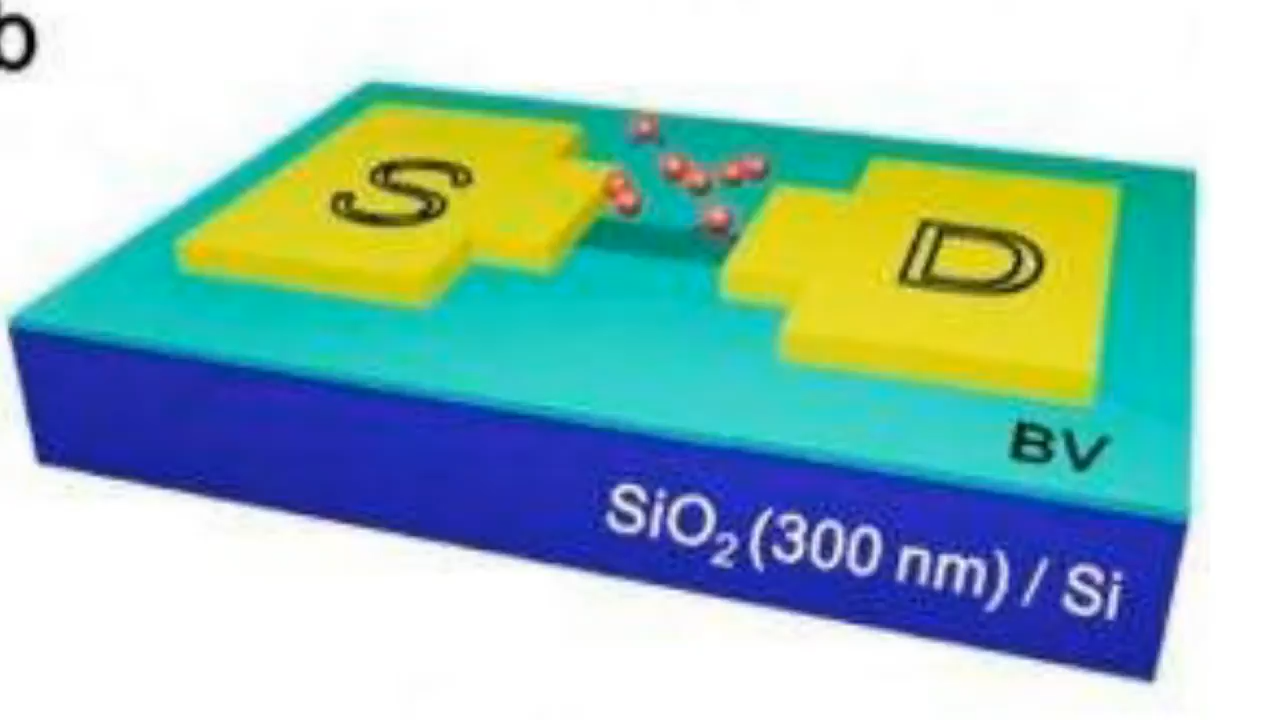 b
S
D
BV
SiO₂ (300 nm) / Si